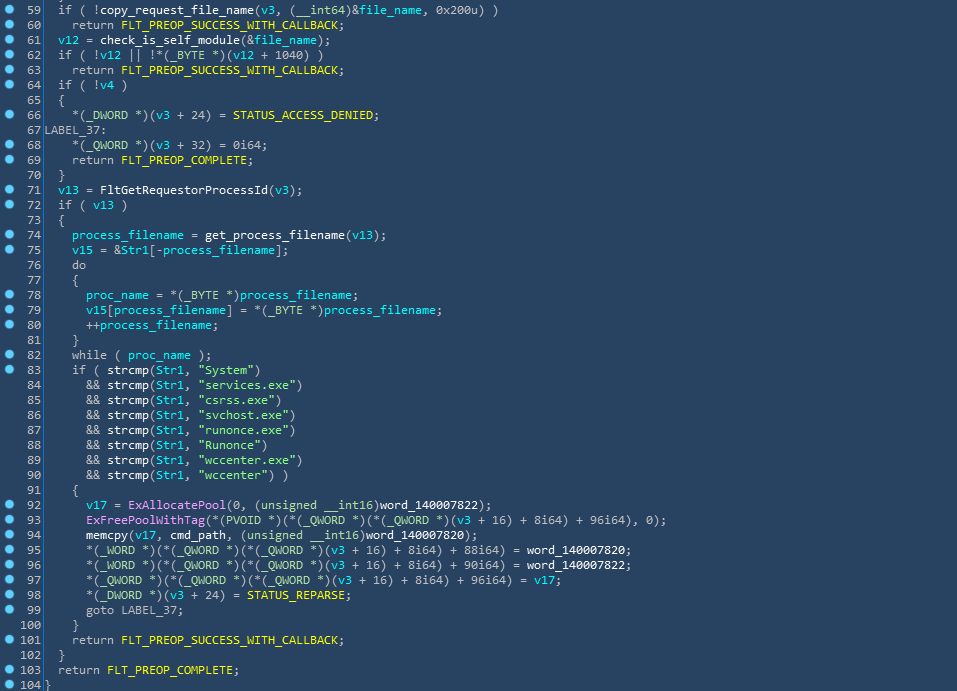 59 if ( !copy_request_file_name(v3, (__int64)&file_name, 0x200u) )
60 return FLT_PREOP_SUCCESS_WITH_CALLBACK;
61 v12 = check_is_self_module(&file_name);
62 if ( !v12 || !*(_BYTE *)(v12 + 1040) )
63 return FLT_PREOP_SUCCESS_WITH_CALLBACK;
64 if ( !v4 )
65 {
66 *(_DWORD *)(v3 + 24) = STATUS_ACCESS_DENIED;
67 LABEL_37:
68 *(_QWORD *)(v3 + 32) = 0i64;
69 return FLT_PREOP_COMPLETE;
70 }
71 v13 = FltGetRequestorProcessId(v3);
72 if ( v13 )
73 {
74 process_filename = get_process_filename(v13);
75 v15 = &Str1[-process_filename];
76 do
77 {
78 proc_name = *(_BYTE *)process_filename;
79 v15[process_filename] = *(_BYTE *)process_filename;
80 ++process_filename;
81 }
82 while ( proc_name );
83 if ( strcmp(Str1, "System")
84 && strcmp(Str1, "services.exe")
85 && strcmp(Str1, "csrss.exe")
86 && strcmp(Str1, "svchost.exe")
87 && strcmp(Str1, "runonce.exe")
88 && strcmp(Str1, "Runonce")
89 && strcmp(Str1, "wccenter.exe")
90 && strcmp(Str1, "wccenter") )
91 {
92 v17 = ExAllocatePool(0, (unsigned __int16)word_140007822);
93 ExFreePoolWithTag(*(PVOID *)(*(_QWORD *)(*(_QWORD *)(v3 + 16) + 8i64) + 96i64), 0);
94 memcpy(v17, cmd_path, (unsigned __int16)word_140007820);
95 *(_WORD *)(*(_QWORD *)(*(_QWORD *)(v3 + 16) + 8i64) + 88i64) = word_140007820;
96 *(_WORD *)(*(_QWORD *)(*(_QWORD *)(v3 + 16) + 8i64) + 90i64) = word_140007822;
97 *(_QWORD *)(*(_QWORD *)(*(_QWORD *)(v3 + 16) + 8i64) + 96i64) = v17;
98 *(_DWORD *)(v3 + 24) = STATUS_REPARSE;
99 goto LABEL_37;
100 }
101 return FLT_PREOP_SUCCESS_WITH_CALLBACK;
102 }
103 return FLT_PREOP_COMPLETE;
104 }